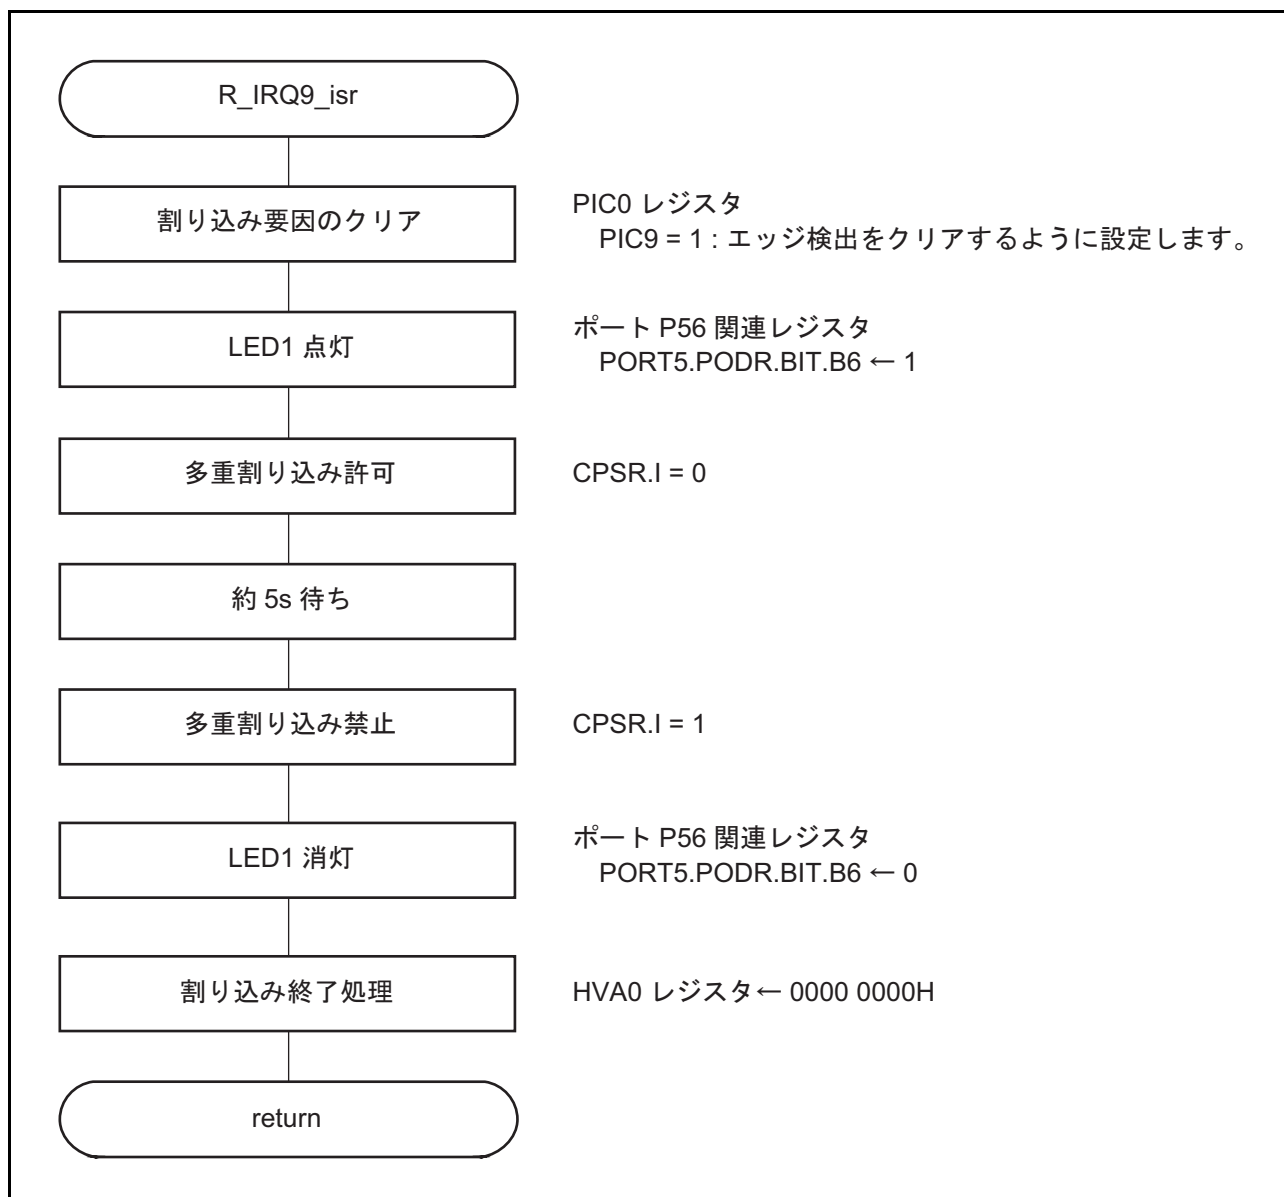 R_IRQ9_isr
割り込み要因のクリア
PIC0 レジスタ
PIC9 = 1 : エッジ検出をクリアするように設定します。
LED1 点灯
ポート P56 関連レジスタ
PORT5.PODR.BIT.B6 ← 1
多重割り込み許可
CPSR.I = 0
約 5s 待ち
多重割り込み禁止
CPSR.I = 1
LED1 消灯
ポート P56 関連レジスタ
PORT5.PODR.BIT.B6 ← 0
割り込み終了処理
HVA0 レジスタ← 0000 0000H
return